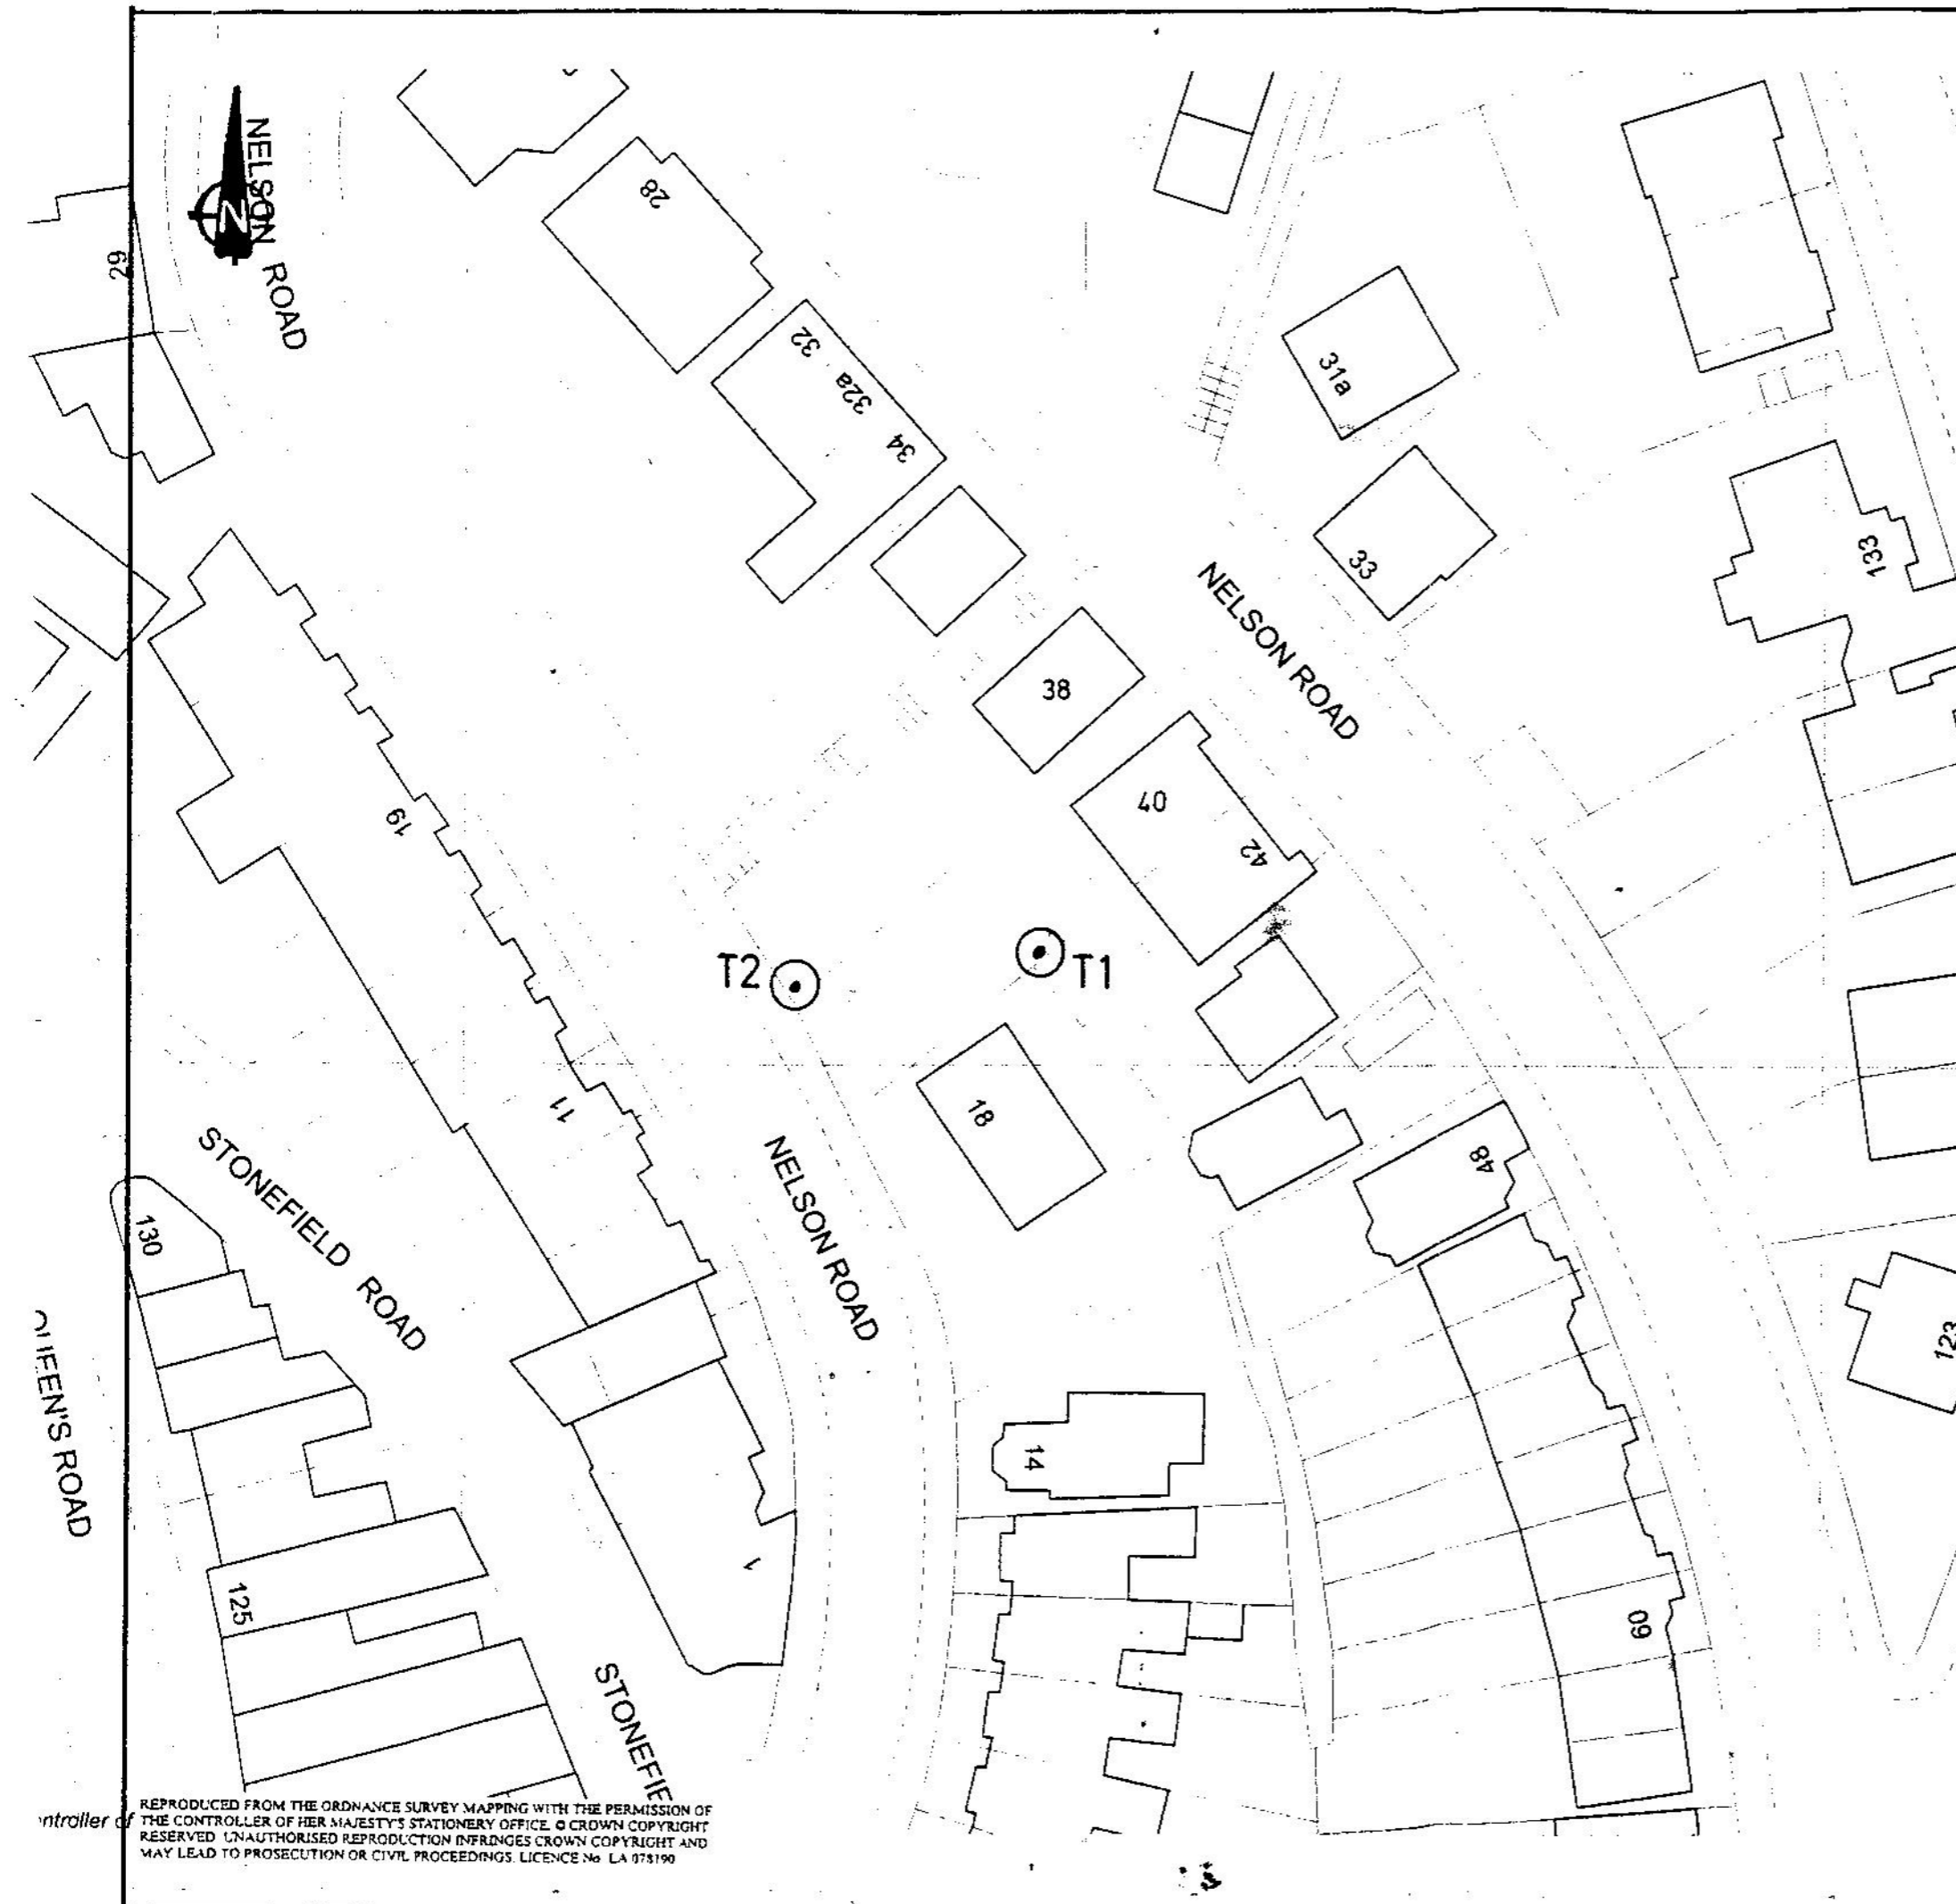 NELSON ROAD
N
28
29
32
32a
34
31a
33
133
NELSON ROAD
38
40
42
19
T2
T1
11
18
48
STONEFIELD ROAD
NELSON ROAD
130
QUEEN'S ROAD
123
14
1
125
60
STONEFIE
ntroller of
REPRODUCED FROM THE ORDNANCE SURVEY MAPPING WITH THE PERMISSION OF
THE CONTROLLER OF HER MAJESTY'S STATIONERY OFFICE © CROWN COPYRIGHT
RESERVED UNAUTHORISED REPRODUCTION INFRINGES CROWN COPYRIGHT AND
MAY LEAD TO PROSECUTION OR CIVIL PROCEEDINGS. LICENCE No LA 078190